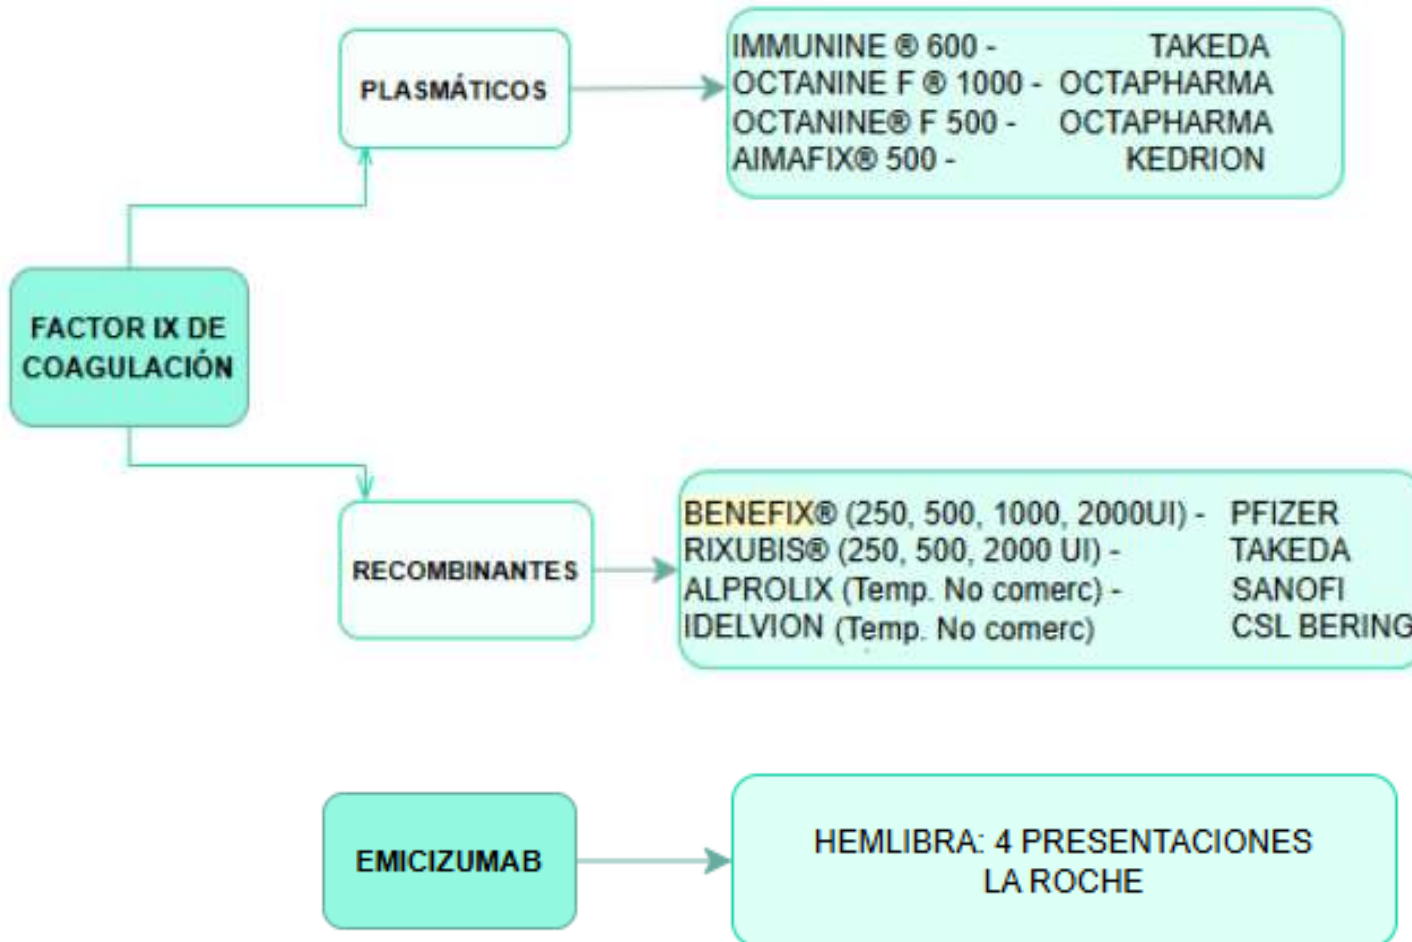 PLASMÁTICOS
IMMUNINE ® 600 - TAKEDA
OCTANINE F ® 1000 - OCTAPHARMA
OCTANINE® F 500 - OCTAPHARMA
AIMAFIX® 500 - KEDRION
FACTOR IX DE
COAGULACIÓN
RECOMBINANTES
BENEFIX® (250, 500, 1000, 2000UI) - PFIZER
RIXUBIS® (250, 500, 2000 UI) - TAKEDA
ALPROLIX (Temp. No comerc) - SANOFI
IDELVION (Temp. No comerc) CSL BERING
EMICIZUMAB
HEMLIBRA: 4 PRESENTACIONES
LA ROCHE